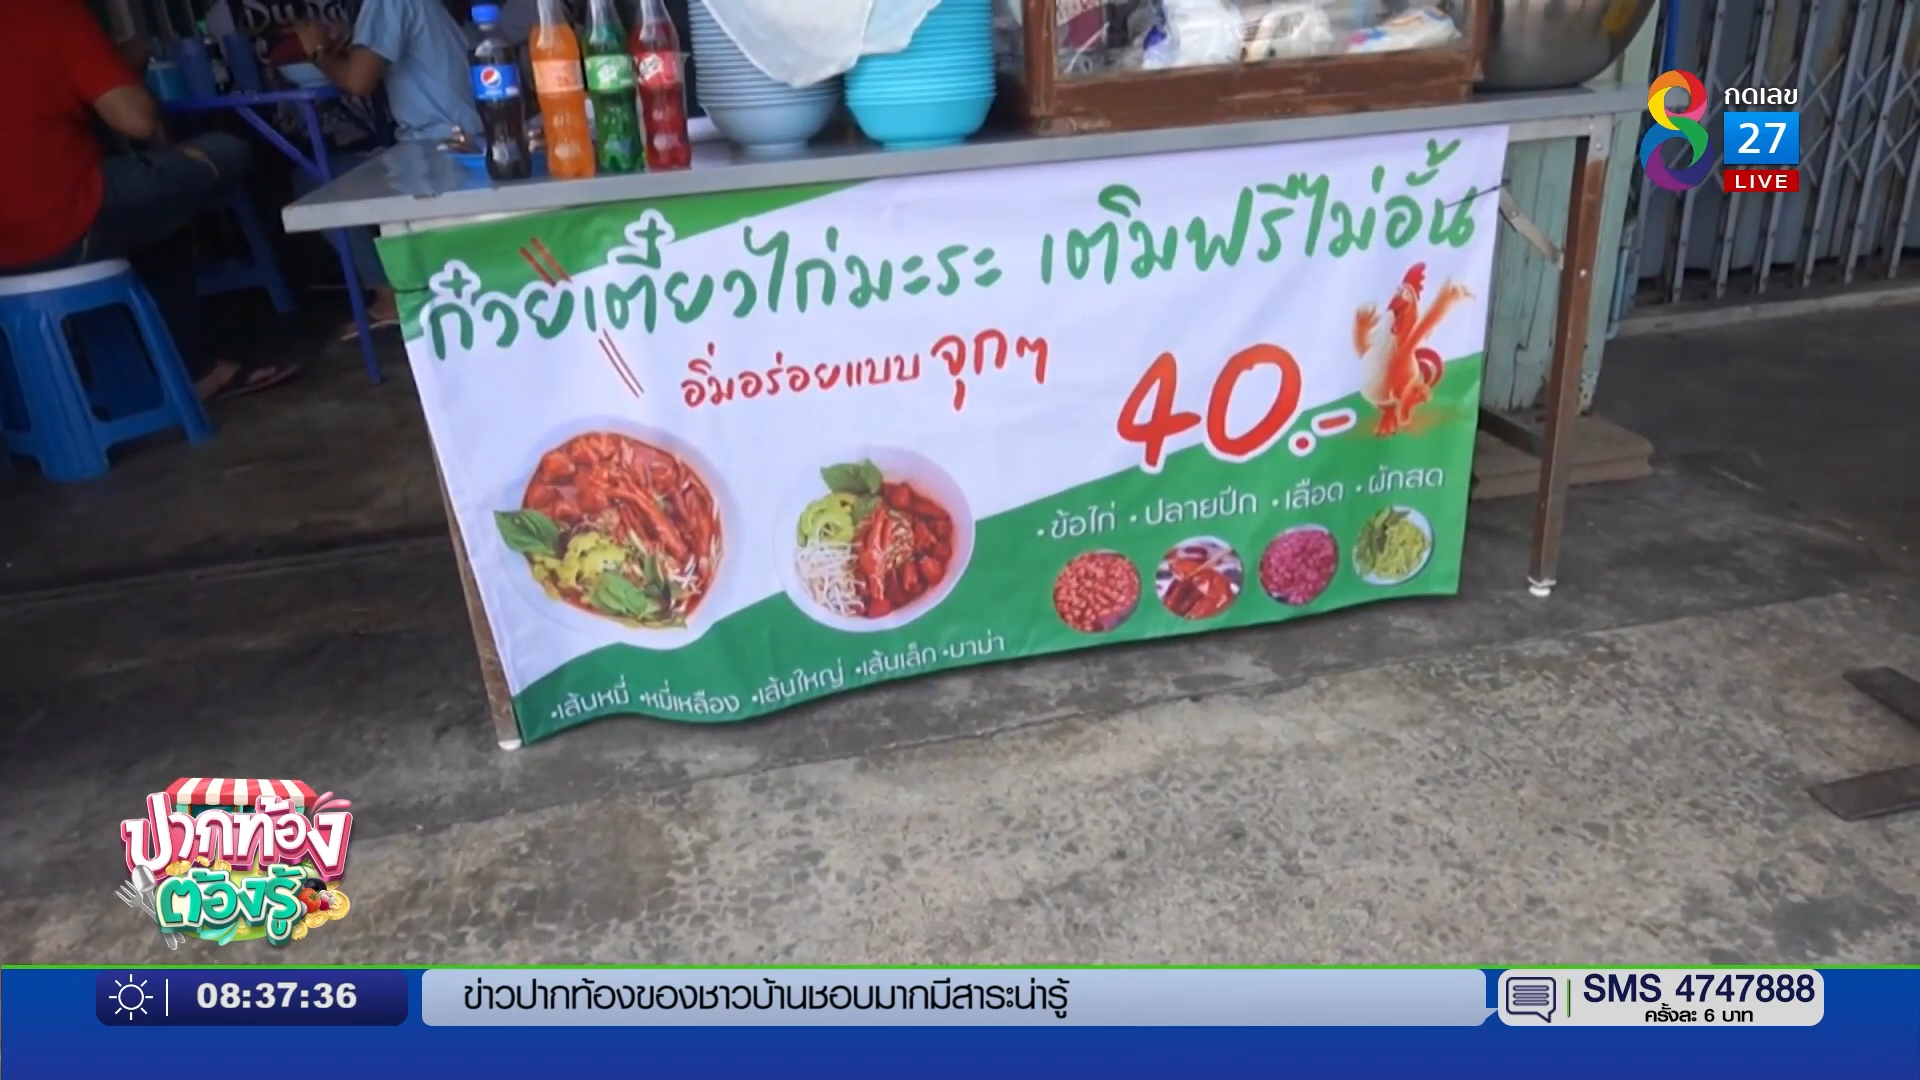 กดเลข
8
27
LIVE
ก๋วยเตี๋ยวไก่มะระ เติมฟรีไม่อั้น
อิ่มอร่อยแบบ จุกๆ
40.-
•ข้อไก่ •ปลายปีก •เลือด •ผักสด
•เส้นหมี่ •หมี่เหลือง •เส้นใหญ่ •เส้นเล็ก •มาม่า
ปากท้อง
ต้องรู้
08:37:36
ข่าวปากท้องของชาวบ้านชอบมากมีสาระน่ารู้
SMS 4747888
ครั้งละ 6 บาท